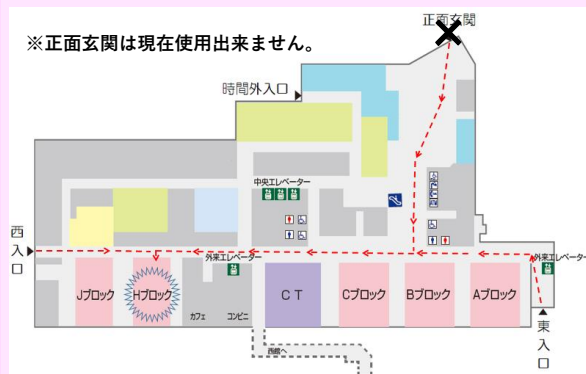 正面玄関
※正面玄関は現在使用出来ません。
時間外入口
中央エレベーター
西入口
外来エレベーター
外来エレベーター
Jブロック
Hブロック
カフェ
コンビニ
CT
Cブロック
Bブロック
Aブロック
西館へ
東入口